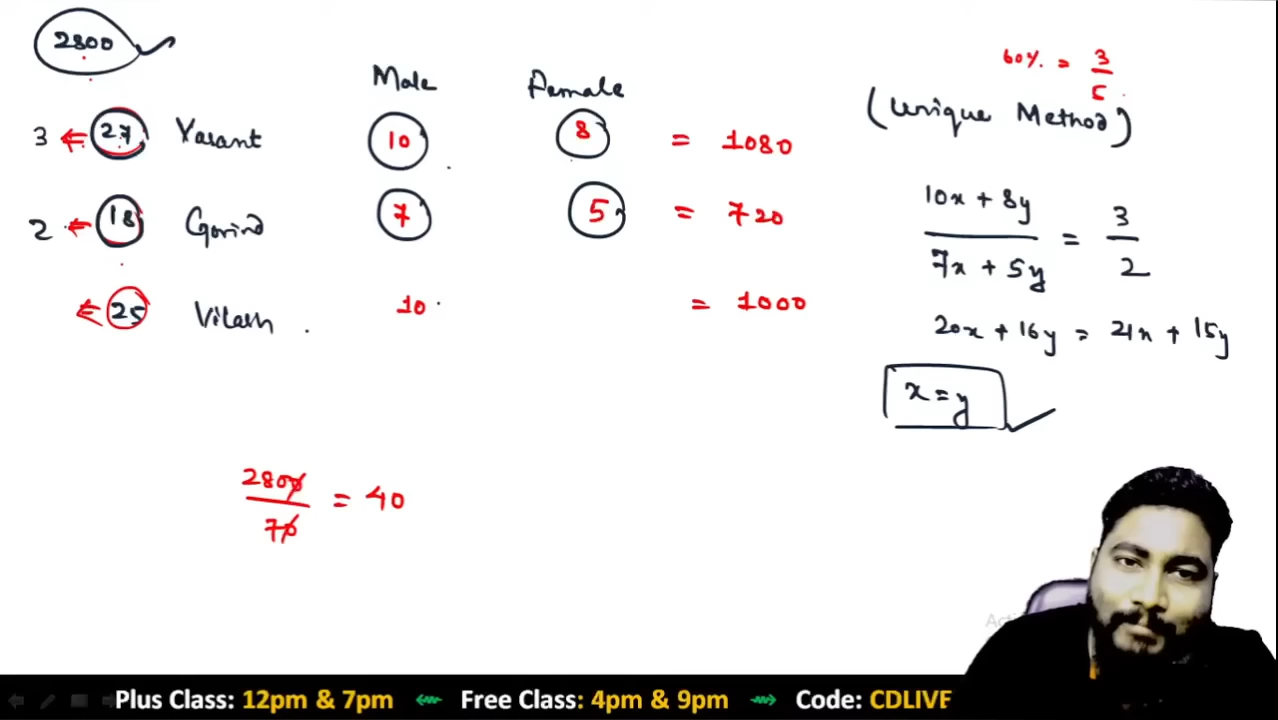 2800
Male Female
3 ⇐ 27 Vasant 10 8 = 1080
2 ← 18 Govind 7 5 = 720
⇐ 25 Vilash 10 = 1000
2800/70 = 40
60% = 3/5
(Unique Method)
10x + 8y / 7x + 5y = 3/2
20x + 16y = 21x + 15y
x = y
Plus Class: 12pm & 7pm Free Class: 4pm & 9pm Code: CDLIVE